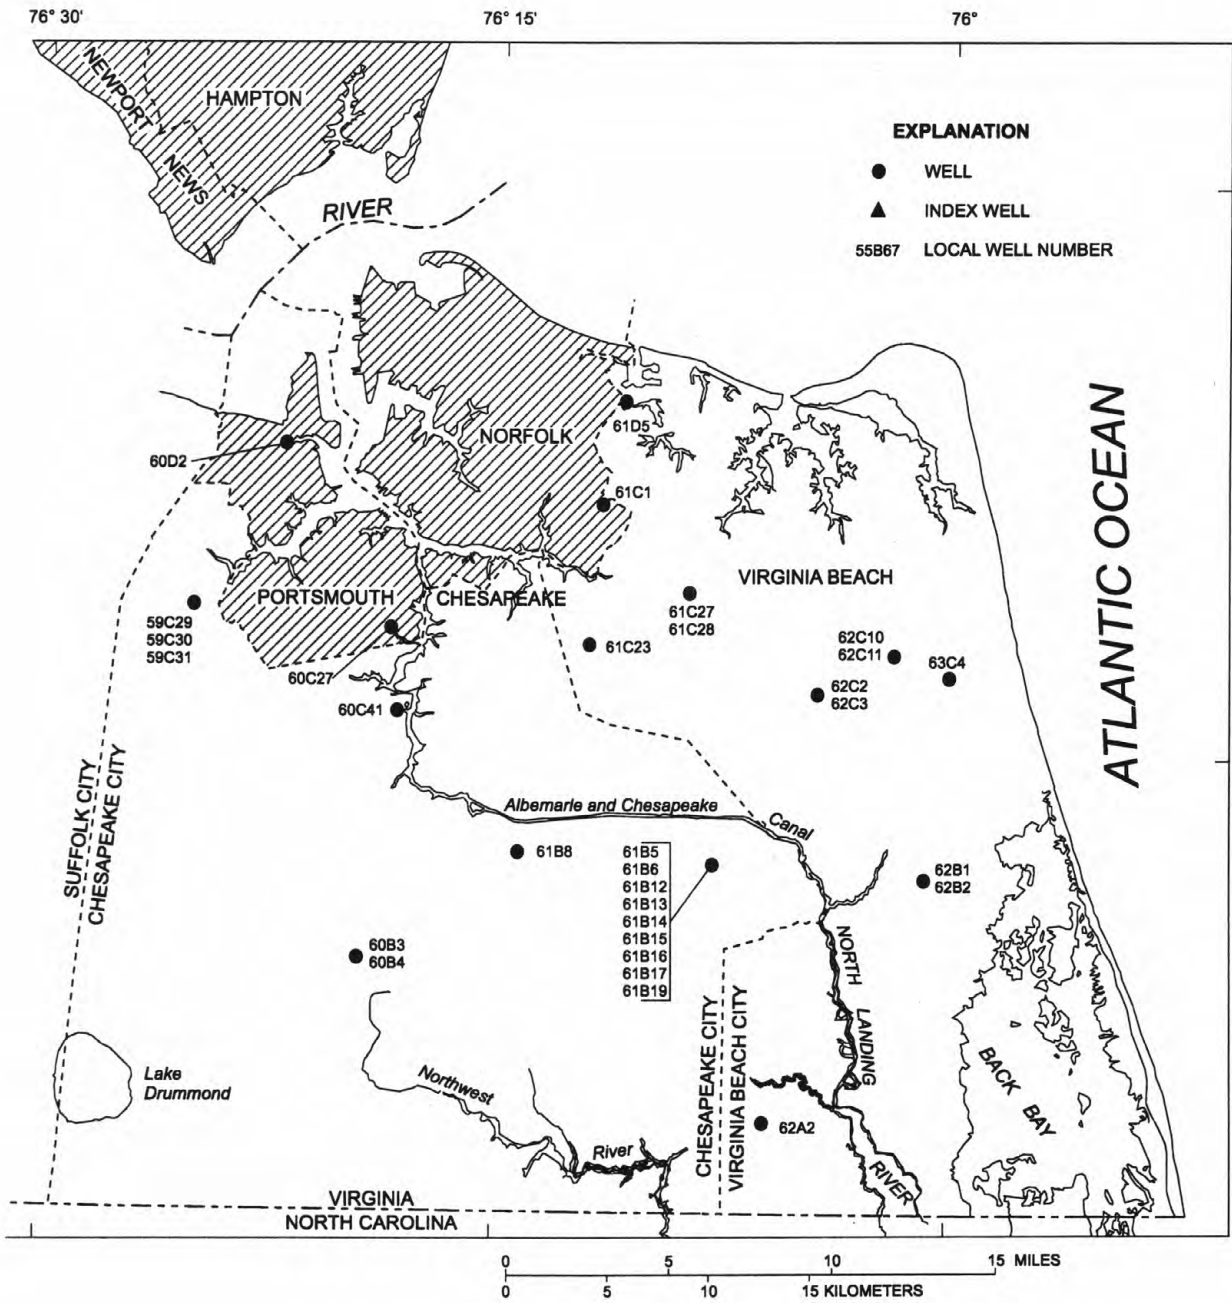 76° 30'
76° 15'
76°
NEWPORT
NEWS
HAMPTON
RIVER
EXPLANATION
WELL
INDEX WELL
55B67 LOCAL WELL NUMBER
NORFOLK
61D5
60D2
61C1
ATLANTIC OCEAN
VIRGINIA BEACH
PORTSMOUTH
CHESAPEAKE
59C29
59C30
59C31
61C27
61C28
61C23
62C10
62C11
63C4
60C27
62C2
62C3
60C41
SUFFOLK CITY
CHESAPEAKE CITY
Albemarle and Chesapeake
Canal
61B8
61B5
61B6
61B12
61B13
61B14
61B15
61B16
61B17
61B19
62B1
62B2
60B3
60B4
NORTH
LANDING
RIVER
CHESAPEAKE CITY
VIRGINIA BEACH CITY
BACK BAY
Lake
Drummond
Northwest
River
62A2
VIRGINIA
NORTH CAROLINA
0 5 10 15 MILES
0 5 10 15 KILOMETERS